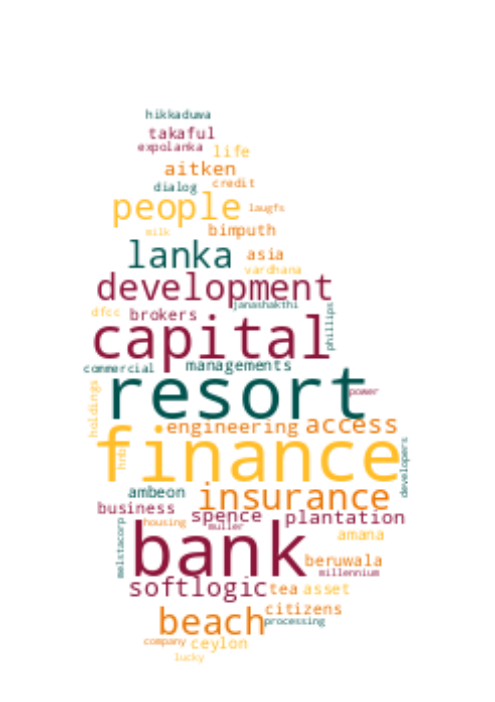 hikkaduwa
takaful
expolanka life
aitken
dialog credit
people laugfs
milk bimputh
lanka asia
vardhana
development
janashakthi
dfcc brokers
phillips
capital
commercial managements
resort power
holdings
engineering access
finance
hnb
developers
ambeon insurance
business spence plantation
housing muller
melstacorp
bank amana
beruwala
millennium
softlogic tea asset
beach citizens
processing
company ceylon
lucky